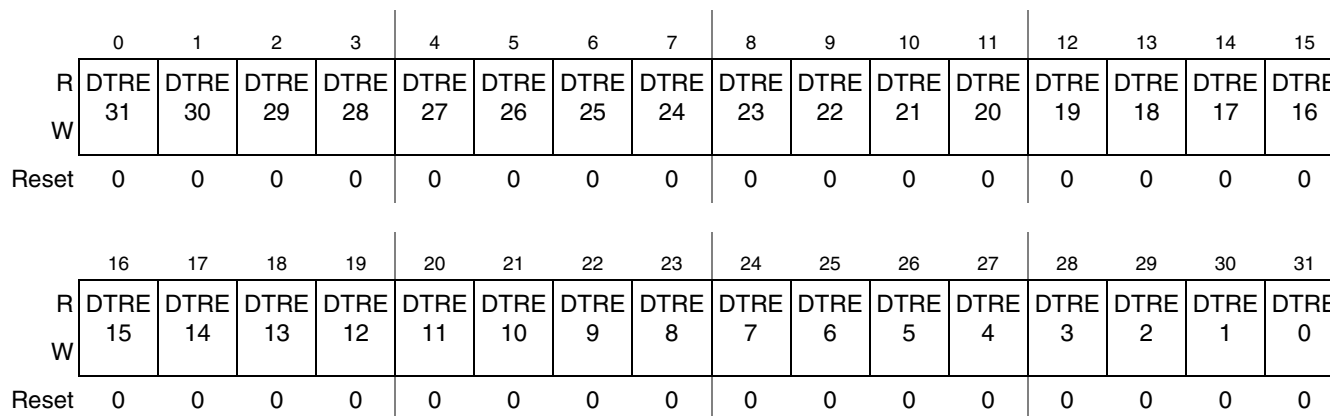 0 1 2 3 4 5 6 7 8 9 10 11 12 13 14 15
R DTRE DTRE DTRE DTRE DTRE DTRE DTRE DTRE DTRE DTRE DTRE DTRE DTRE DTRE DTRE DTRE
31 30 29 28 27 26 25 24 23 22 21 20 19 18 17 16
W
Reset 0 0 0 0 0 0 0 0 0 0 0 0 0 0 0 0
16 17 18 19 20 21 22 23 24 25 26 27 28 29 30 31
R DTRE DTRE DTRE DTRE DTRE DTRE DTRE DTRE DTRE DTRE DTRE DTRE DTRE DTRE DTRE DTRE
15 14 13 12 11 10 9 8 7 6 5 4 3 2 1 0
W
Reset 0 0 0 0 0 0 0 0 0 0 0 0 0 0 0 0